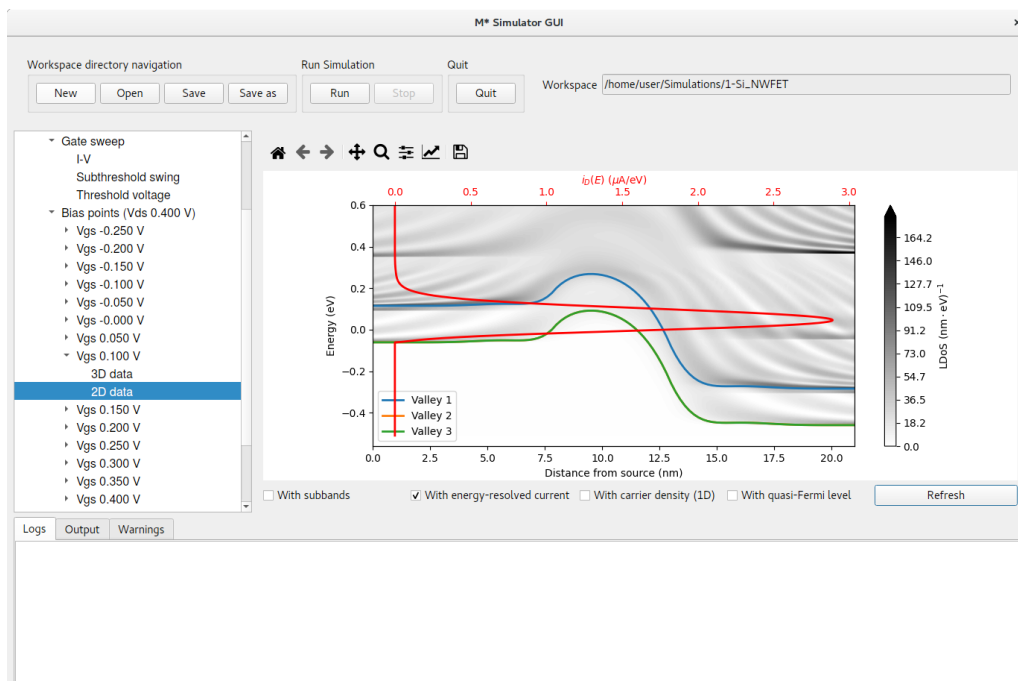 M* Simulator GUI
Workspace directory navigation
Run Simulation
Quit
New
Open
Save
Save as
Run
Stop
Quit
Workspace
/home/user/Simulations/1-Si_NWFET
Gate sweep
I-V
Subthreshold swing
Threshold voltage
Bias points (Vds 0.400 V)
Vgs -0.250 V
Vgs -0.200 V
Vgs -0.150 V
Vgs -0.100 V
Vgs -0.050 V
Vgs -0.000 V
Vgs 0.050 V
Vgs 0.100 V
3D data
2D data
Vgs 0.150 V
Vgs 0.200 V
Vgs 0.250 V
Vgs 0.300 V
Vgs 0.350 V
Vgs 0.400 V
i_D(E) (μA/eV)
0.0 0.5 1.0 1.5 2.0 2.5 3.0
0.6
0.4
0.2
0.0
−0.2
−0.4
Energy (eV)
Valley 1
Valley 2
Valley 3
0.0 2.5 5.0 7.5 10.0 12.5 15.0 17.5 20.0
Distance from source (nm)
164.2
146.0
127.7
109.5
91.2
73.0
54.7
36.5
18.2
0.0
LDoS (nm · eV)⁻¹
With subbands
With energy-resolved current
With carrier density (1D)
With quasi-Fermi level
Refresh
Logs
Output
Warnings